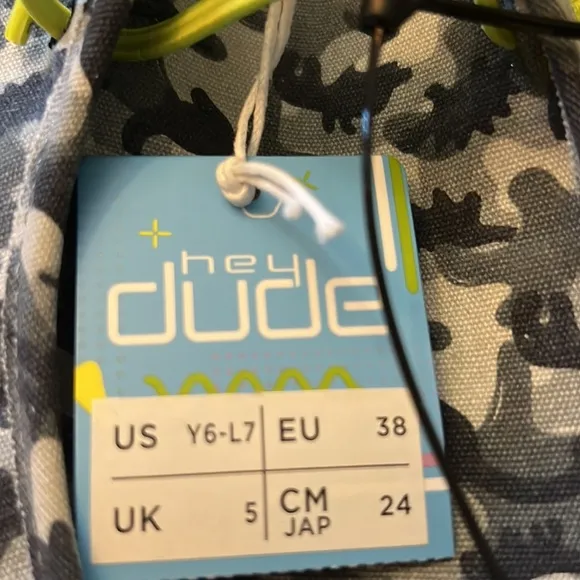 hey
dude
US Y6-L7 EU 38
UK 5 CM JAP 24